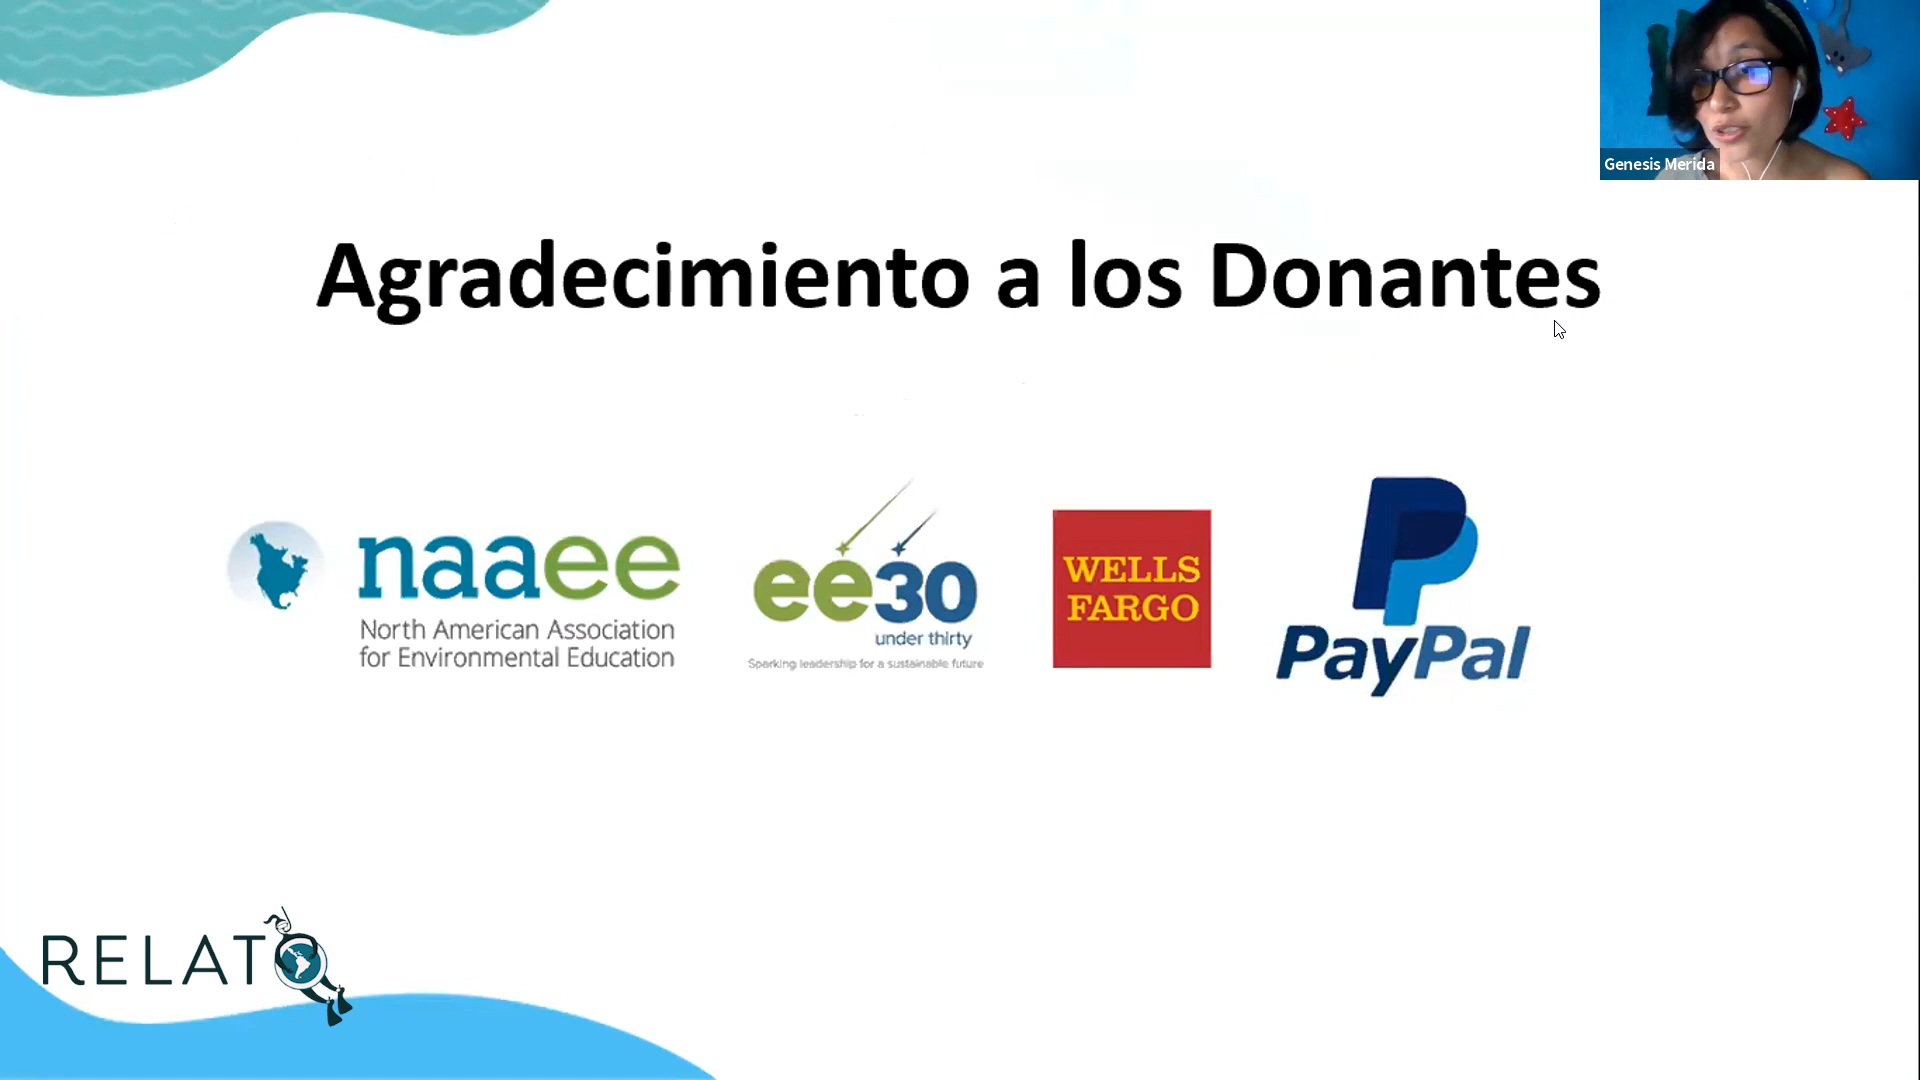 Genesis Merida
Agradecimiento a los Donantes
naaee
North American Association
for Environmental Education
ee30
under thirty
Sparking leadership for a sustainable future
WELLS
FARGO
PayPal
RELATO